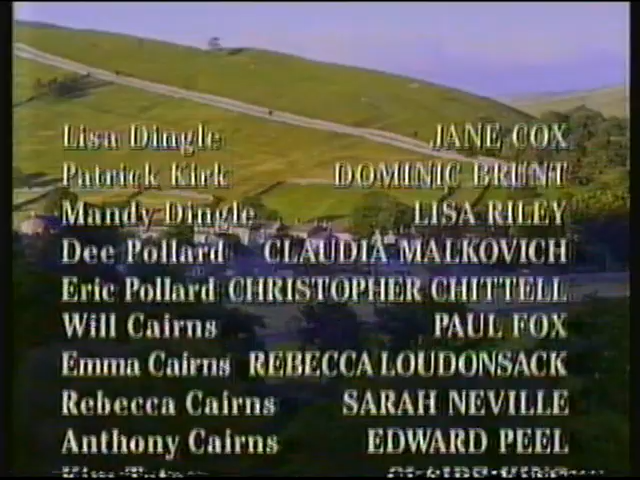 Lisa Dingle JANE COX
Patrick Kirk DOMINIC BRUNT
Mandy Dingle LISA RILEY
Dee Pollard CLAUDIA MALKOVICH
Eric Pollard CHRISTOPHER CHITTELL
Will Cairns PAUL FOX
Emma Cairns REBECCA LOUDONSACK
Rebecca Cairns SARAH NEVILLE
Anthony Cairns EDWARD PEEL